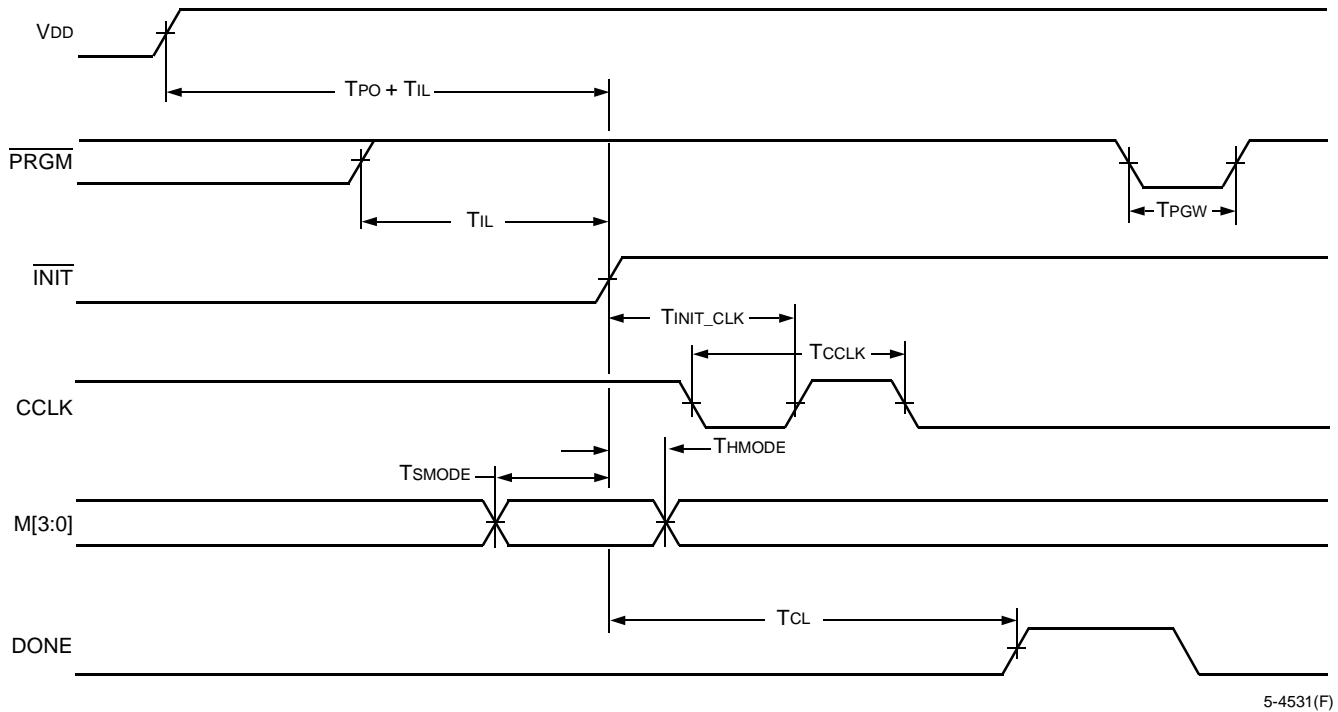 VDD
TPO + TIL
PRGM
TIL
TPGW
INIT
TINIT_CLK
TCCLK
CCLK
THMODE
TSMODE
M[3:0]
TCL
DONE
5-4531(F)